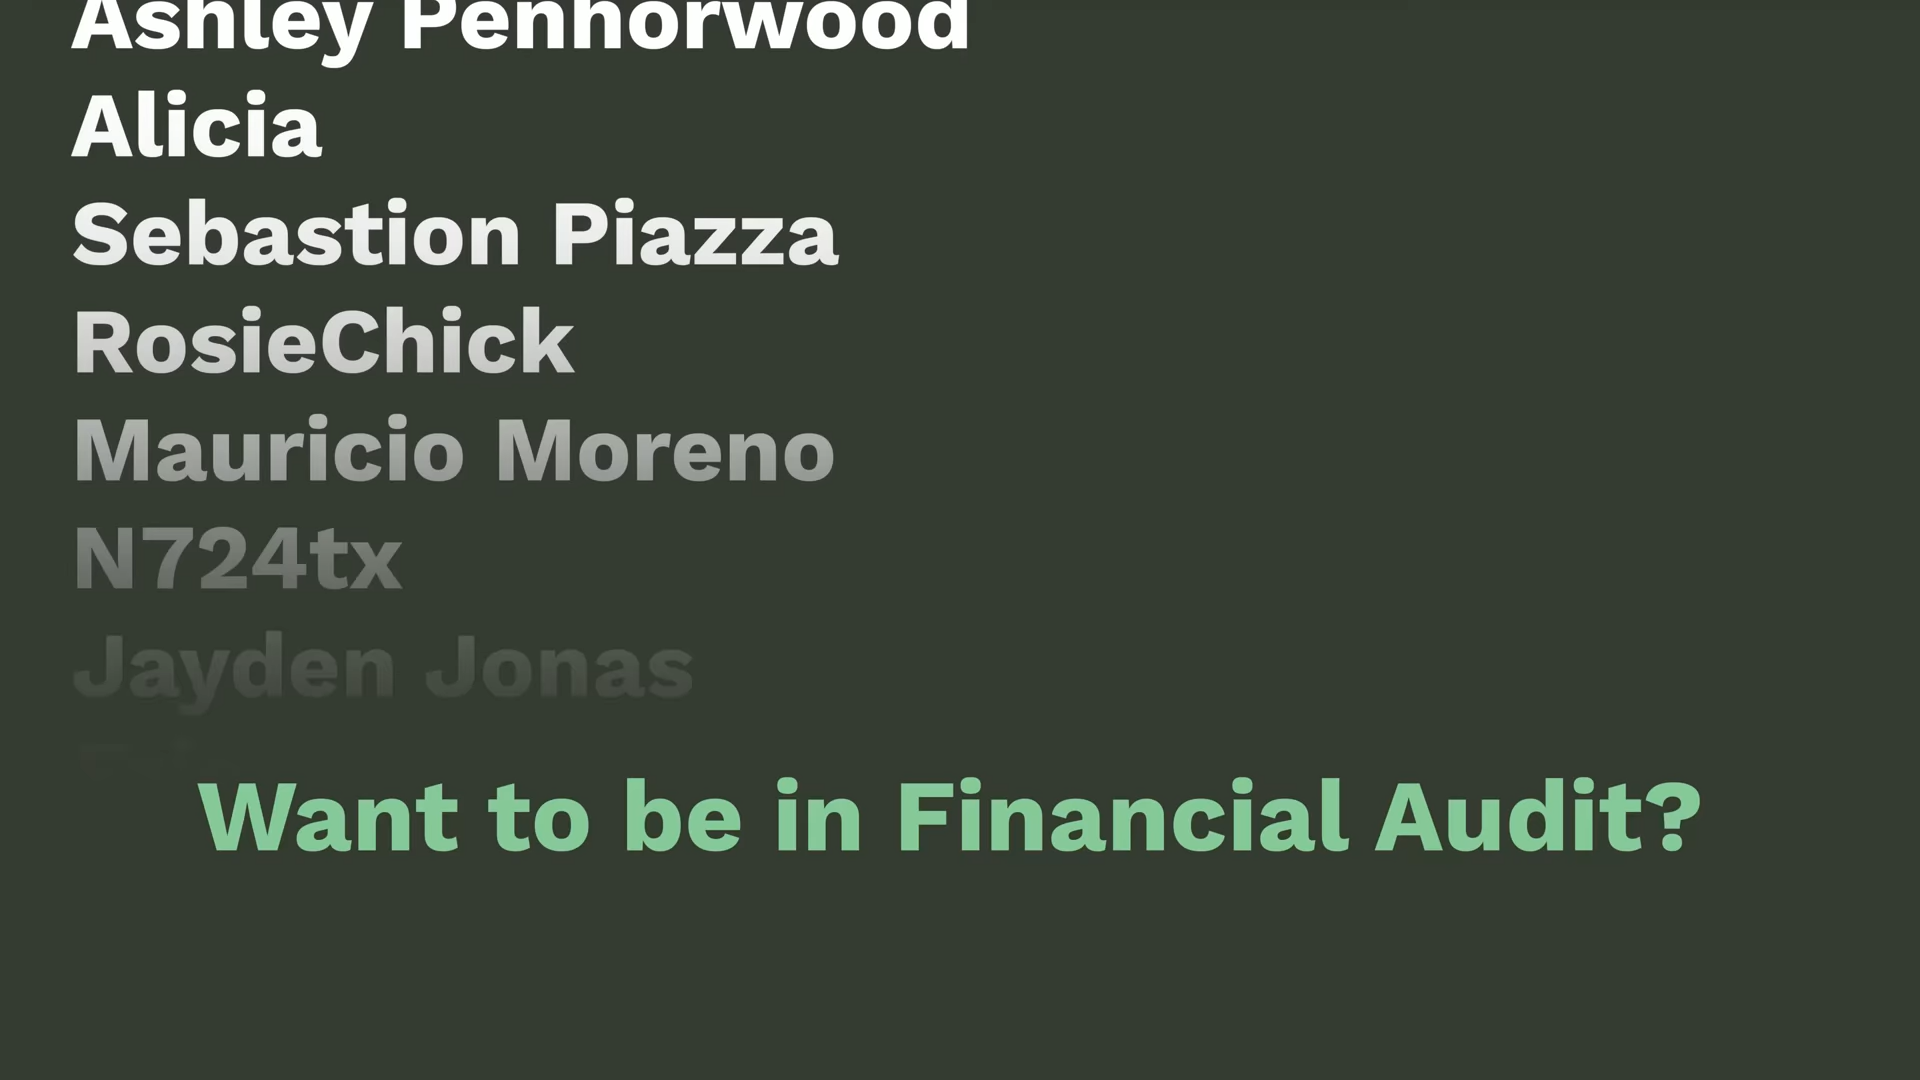 Ashley Penhorwood
Alicia
Sebastion Piazza
RosieChick
Mauricio Moreno
N724tx
Jayden Jonas
Want to be in Financial Audit?